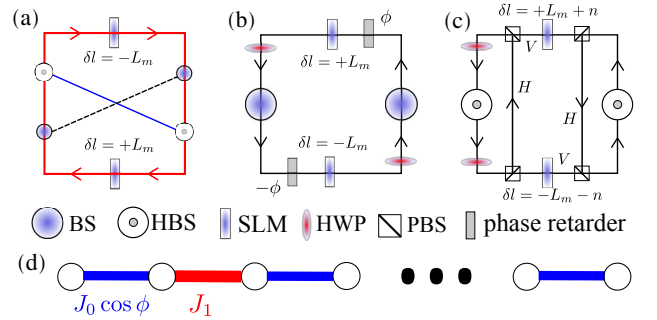 (a)
δl = −L_m
δl = +L_m
(b)
ϕ
δl = +L_m
δl = −L_m
−ϕ
(c)
δl = +L_m + n
V
H
H
V
δl = −L_m − n
BS HBS SLM HWP PBS phase retarder
(d)
J_0 cos ϕ J_1